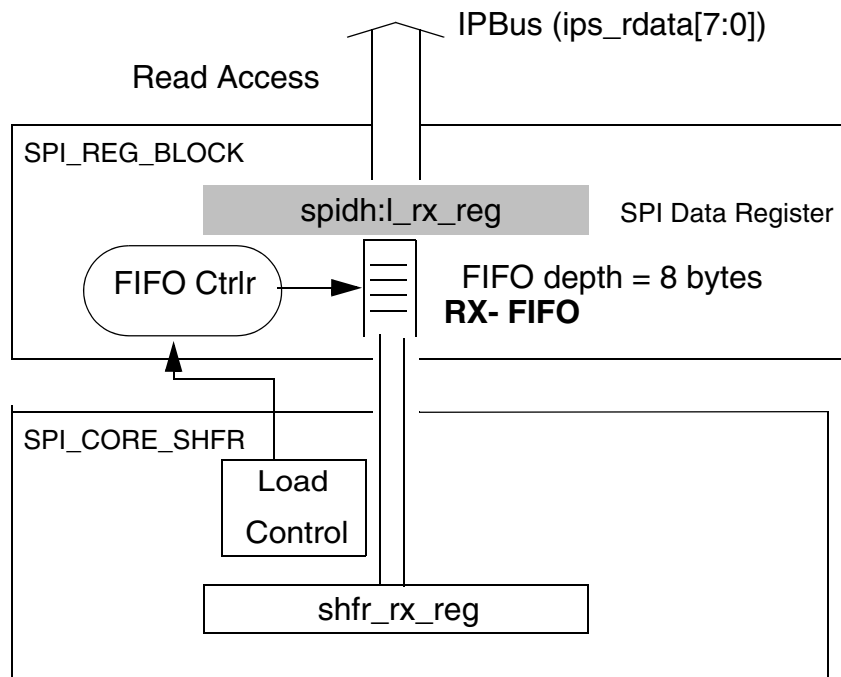 IPBus (ips_rdata[7:0])
Read Access
SPI_REG_BLOCK
spidh:l_rx_reg
SPI Data Register
FIFO Ctrlr
FIFO depth = 8 bytes
RX- FIFO
SPI_CORE_SHFR
Load
Control
shfr_rx_reg